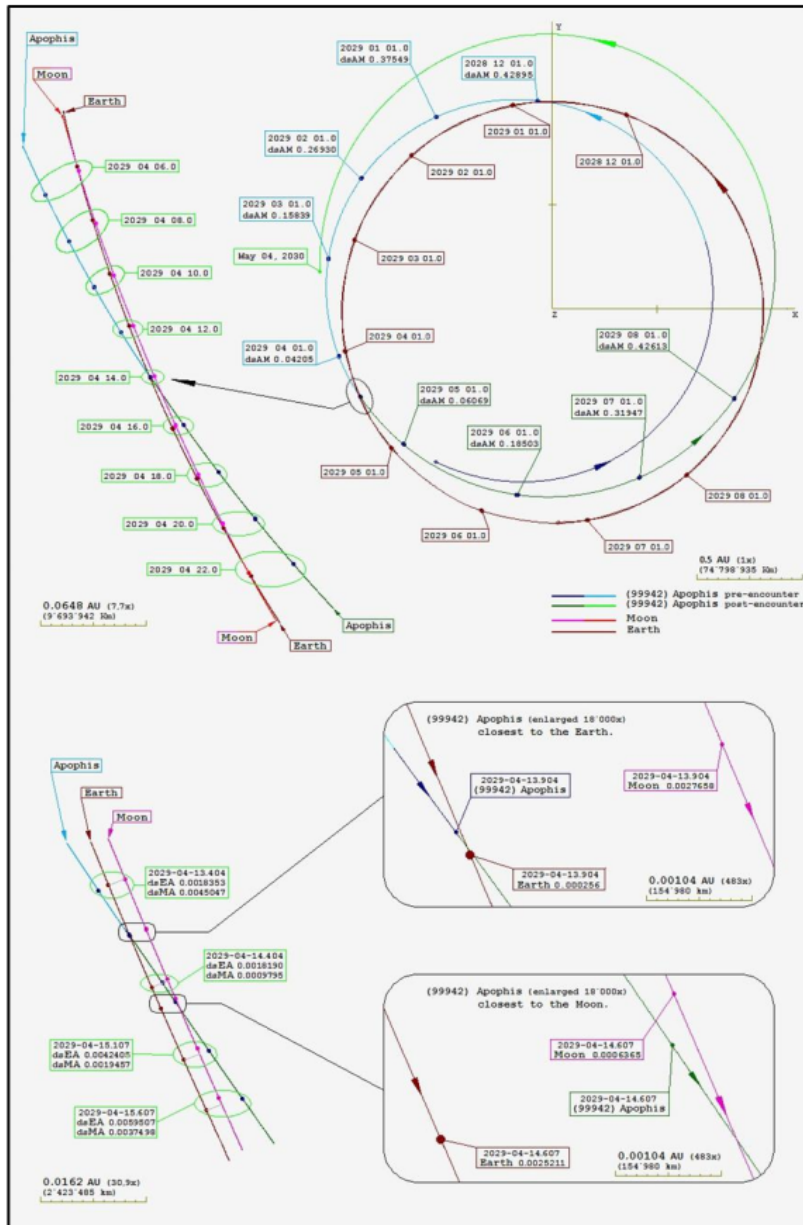 Apophis
Moon
Earth
2029 04 06.0
2029 04 08.0
2029 04 10.0
2029 04 12.0
2029 04 14.0
2029 04 16.0
2029 04 18.0
2029 04 20.0
2029 04 22.0
0.0648 AU (7.7x)
(9'693'942 Km)
Moon
Earth
Apophis
Y
2029 01 01.0
dsAM 0.37549
2028 12 01.0
dsAM 0.42895
2029 01 01.0
2028 12 01.0
2029 02 01.0
dsAM 0.26930
2029 02 01.0
2029 03 01.0
dsAM 0.15839
2029 03 01.0
May 04, 2030
Z
X
2029 04 01.0
dsAM 0.04205
2029 04 01.0
2029 08 01.0
dsAM 0.42613
2029 05 01.0
dsAM 0.06069
2029 07 01.0
dsAM 0.31947
2029 06 01.0
dsAM 0.18503
2029 05 01.0
2029 08 01.0
2029 06 01.0
2029 07 01.0
0.5 AU (1x)
(74'798'935 Km)
(99942) Apophis pre-encounter
(99942) Apophis post-encounter
Moon
Earth
Apophis
Earth
Moon
2029-04-13.404
dsEA 0.0018353
dsMA 0.0045047
2029-04-14.404
dsEA 0.0018190
dsMA 0.0009795
2029-04-15.107
dsEA 0.0042405
dsMA 0.0019457
2029-04-15.607
dsEA 0.0059507
dsMA 0.0037498
0.0162 AU (30.9x)
(2'423'485 km)
(99942) Apophis (enlarged 18'000x)
closest to the Earth.
2029-04-13.904
(99942) Apophis
2029-04-13.904
Moon 0.0027658
2029-04-13.904
Earth 0.000256
0.00104 AU (483x)
(154'980 km)
(99942) Apophis (enlarged 18'000x)
closest to the Moon.
2029-04-14.607
Moon 0.0006365
2029-04-14.607
(99942) Apophis
2029-04-14.607
Earth 0.0025211
0.00104 AU (483x)
(154'980 km)